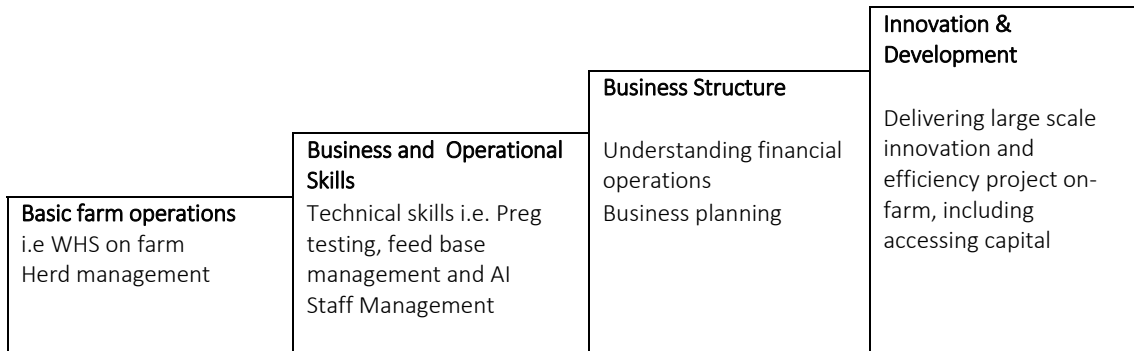 Basic farm operations
i.e WHS on farm
Herd management
Business and Operational
Skills
Technical skills i.e. Preg
testing, feed base
management and AI
Staff Management
Business Structure
Understanding financial
operations
Business planning
Innovation &
Development
Delivering large scale
innovation and
efficiency project on-
farm, including
accessing capital